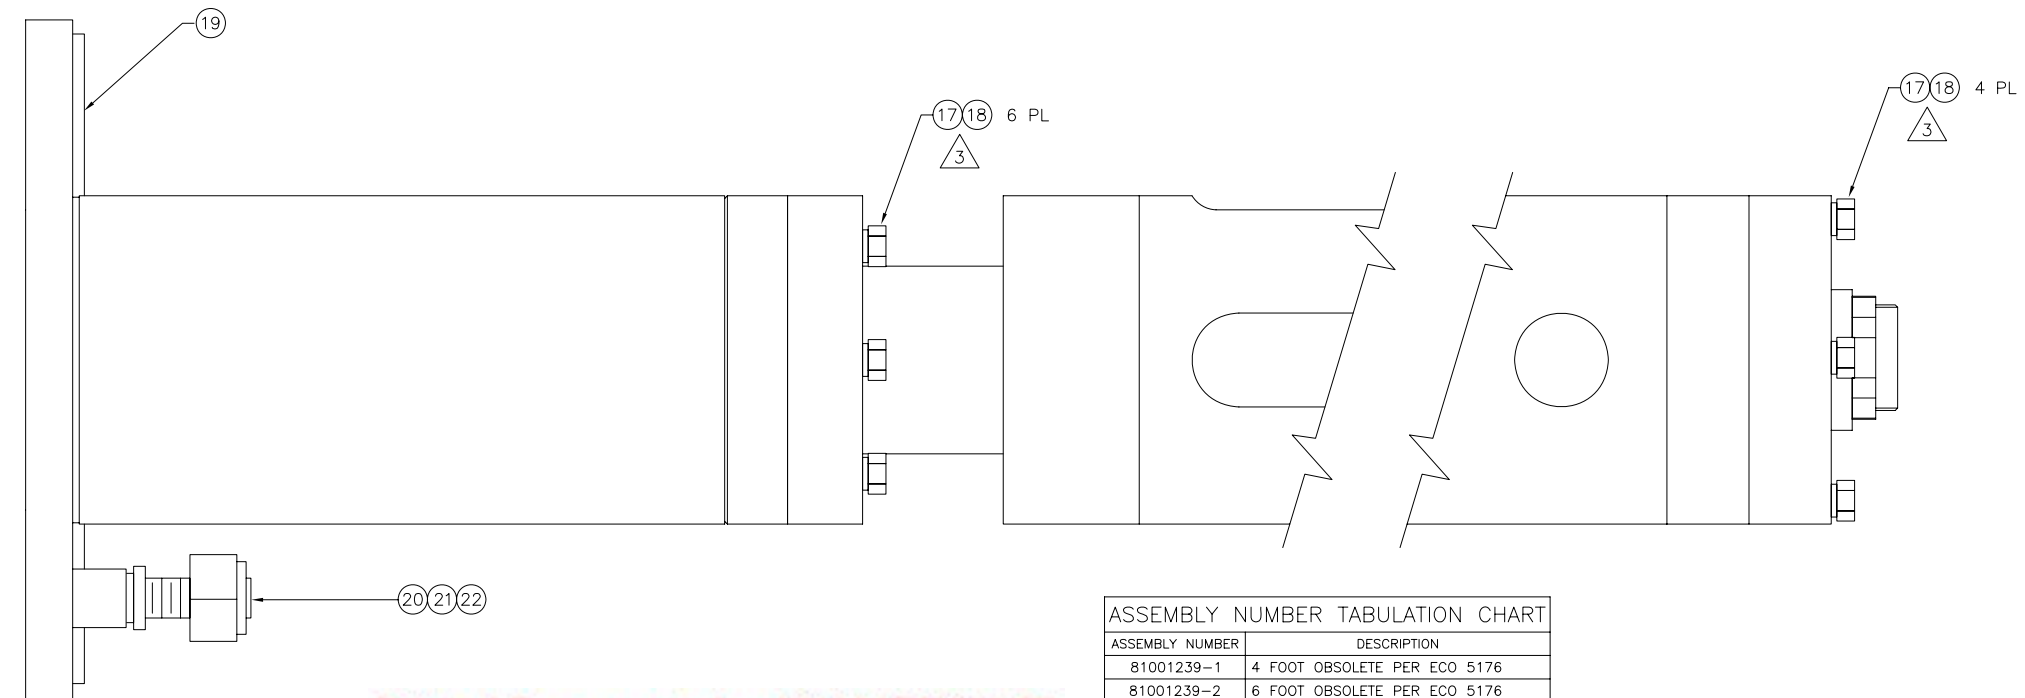 19
17 18 6 PL
3
17 18 4 PL
3
20 21 22
ASSEMBLY NUMBER TABULATION CHART
ASSEMBLY NUMBER DESCRIPTION
81001239-1 4 FOOT OBSOLETE PER ECO 5176
81001239-2 6 FOOT OBSOLETE PER ECO 5176